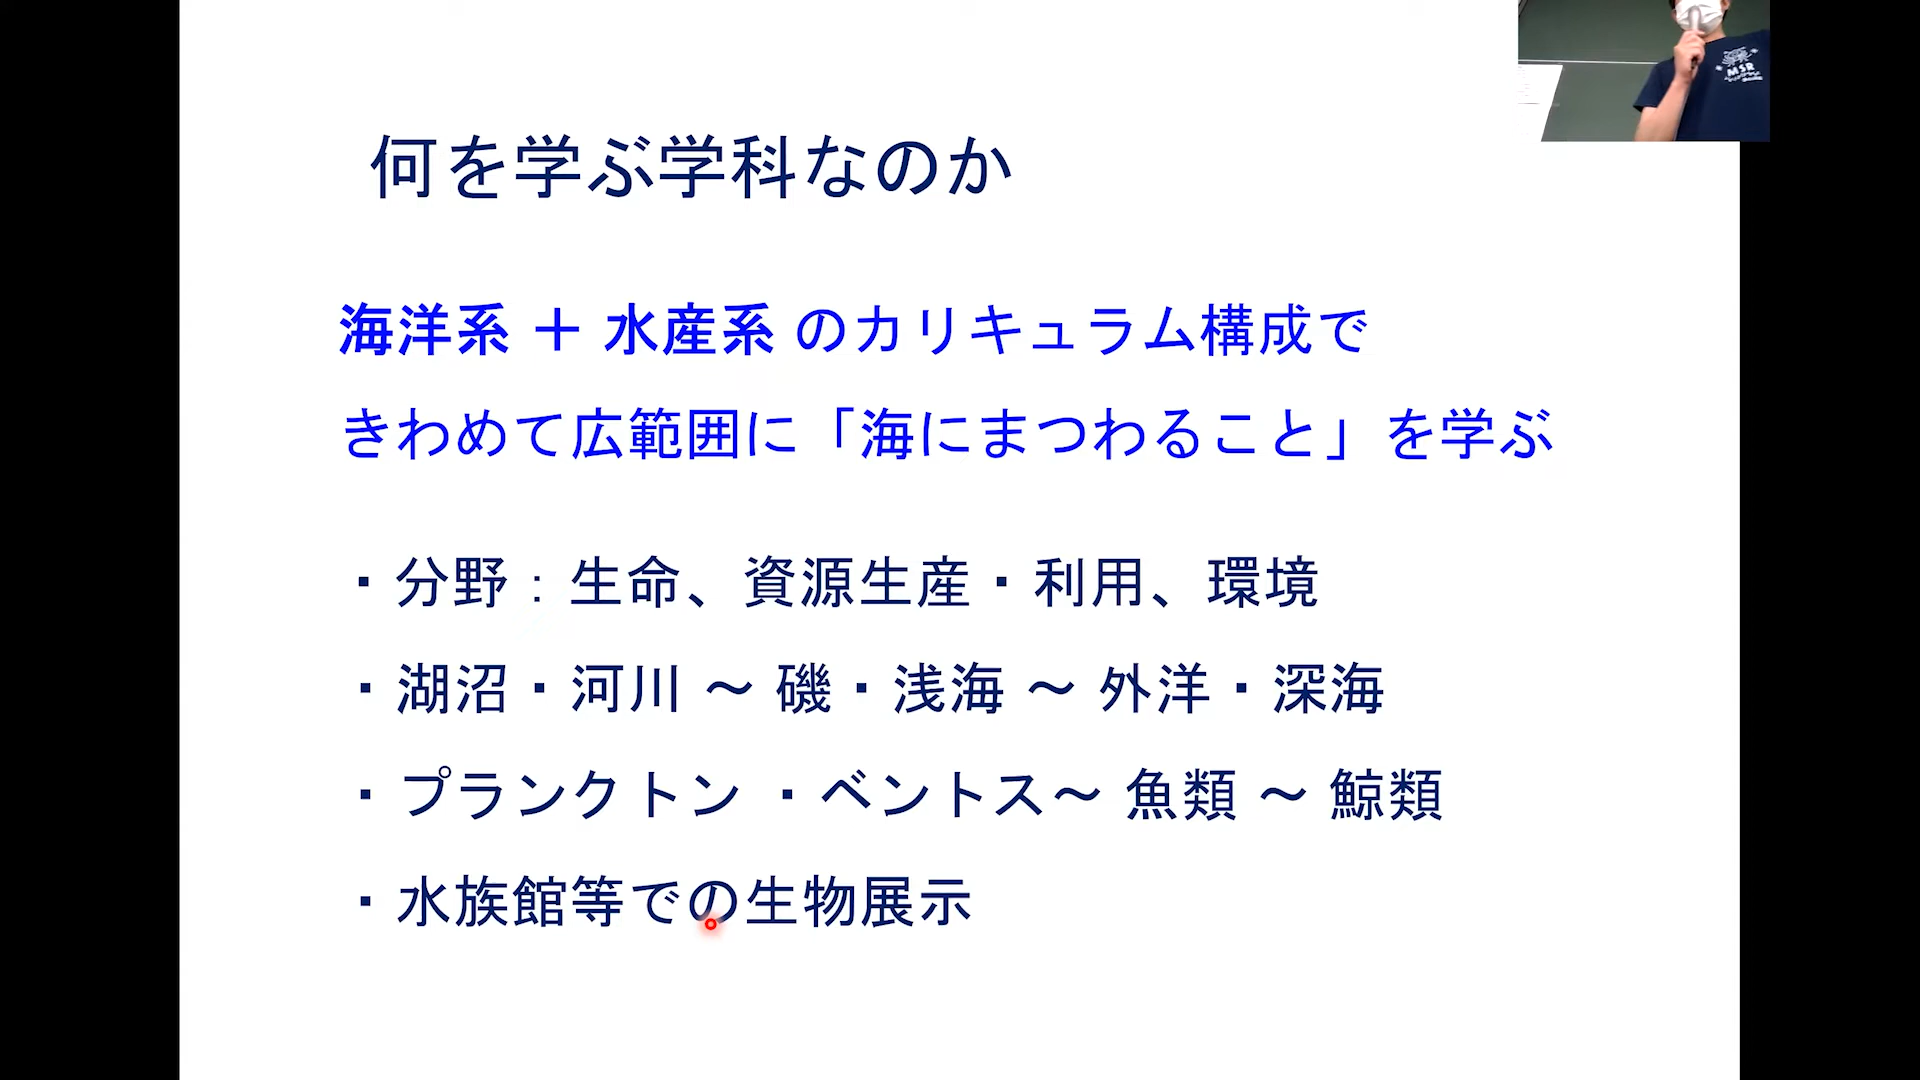 MSR
何を学ぶ学科なのか
海洋系 ＋ 水産系 のカリキュラム構成で
きわめて広範囲に「海にまつわること」を学ぶ
・分野：生命、資源生産・利用、環境
・湖沼・河川 ～ 磯・浅海 ～ 外洋・深海
・プランクトン ・ベントス～ 魚類 ～ 鯨類
・水族館等での生物展示